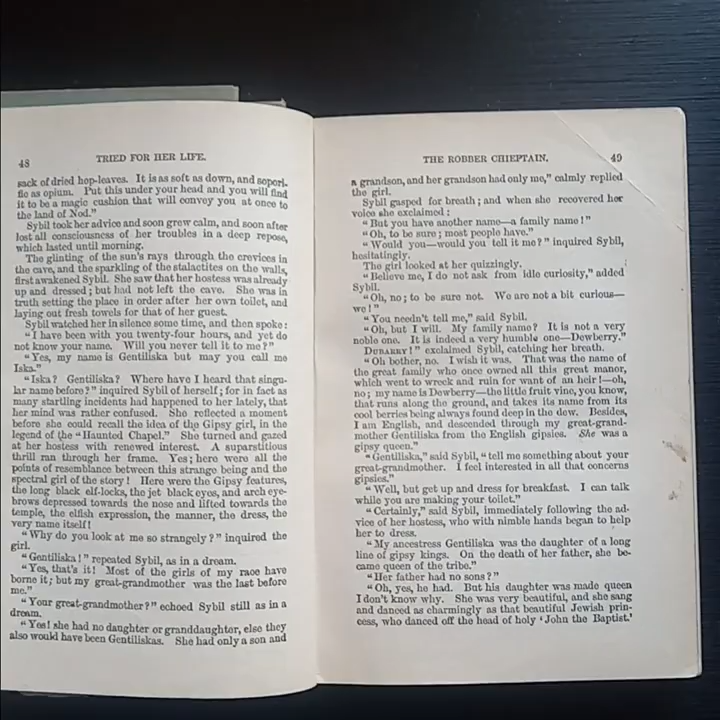 48
TRIED FOR HER LIFE.
sack of dried hop-leaves. It is as soft as down, and sopori-
fic as opium. Put this under your head and you will find
it to be a magic cushion that will convey you at once to
the land of Nod."
Sybil took her advice and soon grew calm, and soon after
lost all consciousness of her troubles in a deep repose,
which lasted until morning.
The glinting of the sun's rays through the crevices in
the cave, and the sparkling of the stalactites on the walls,
first awakened Sybil. She saw that her hostess was already
up and dressed; but had not left the cave. She was in
truth setting the place in order after her own toilet, and
laying out fresh towels for that of her guest.
Sybil watched her in silence some time, and then spoke:
"I have been with you twenty-four hours, and yet do
not know your name. Will you never tell it to me?"
"Yes, my name is Gentiliska but may you call me
Iska."
"Iska? Gentiliska? Where have I heard that singu-
lar name before?" inquired Sybil of herself; for in fact as
many startling incidents had happened to her lately, that
her mind was rather confused. She reflected a moment
before she could recall the idea of the Gipsy girl, in the
legend of the "Haunted Chapel." She turned and gazed
at her hostess with renewed interest. A superstitious
thrill ran through her frame. Yes; here were all the
points of resemblance between this strange being and the
spectral girl of the story! Here were the Gipsy features,
the long black elf-locks, the jet black eyes, and arch eye-
brows depressed towards the nose and lifted towards the
temple, the elfish expression, the manner, the dress, the
very name itself!
"Why do you look at me so strangely?" inquired the
girl.
"Gentiliska!" repeated Sybil, as in a dream.
"Yes, that's it! Most of the girls of my race have
borne it; but my great-grandmother was the last before
me."
"Your great-grandmother?" echoed Sybil still as in a
dream.
"Yes! she had no daughter or granddaughter, else they
also would have been Gentiliskas. She had only a son and
THE ROBBER CHIEFTAIN.
49
a grandson, and her grandson had only me," calmly replied
the girl.
Sybil gasped for breath; and when she recovered her
voice she exclaimed:
"But you have another name—a family name!"
"Oh, to be sure; most people have."
"Would you—would you tell it me?" inquired Sybil,
hesitatingly.
The girl looked at her quizzingly.
"Believe me, I do not ask from idle curiosity," added
Sybil.
"Oh, no; to be sure not. We are not a bit curious—
we!"
"You needn't tell me," said Sybil.
"Oh, but I will. My family name? It is not a very
noble one. It is indeed a very humble one—Dewberry."
DUBARRY!" exclaimed Sybil, catching her breath.
"Oh bother, no. I wish it was. That was the name of
the great family who once owned all this great manor,
which went to wreck and ruin for want of an heir!—oh,
no; my name is Dewberry—the little fruit vine, you know,
that runs along the ground, and takes its name from its
cool berries being always found deep in the dew. Besides,
I am English, and descended through my great-grand-
mother Gentiliska from the English gipsies. She was a
gipsy queen."
"Gentiliska," said Sybil, "tell me something about your
great-grandmother. I feel interested in all that concerns
gipsies."
"Well, but get up and dress for breakfast. I can talk
while you are making your toilet."
"Certainly," said Sybil, immediately following the ad-
vice of her hostess, who with nimble hands began to help
her to dress.
"My ancestress Gentiliska was the daughter of a long
line of gipsy kings. On the death of her father, she be-
came queen of the tribe."
"Her father had no sons?"
"Oh, yes, he had. But his daughter was made queen
I don't know why. She was very beautiful, and she sang
and danced as charmingly as that beautiful Jewish prin-
cess, who danced off the head of holy 'John the Baptist.'